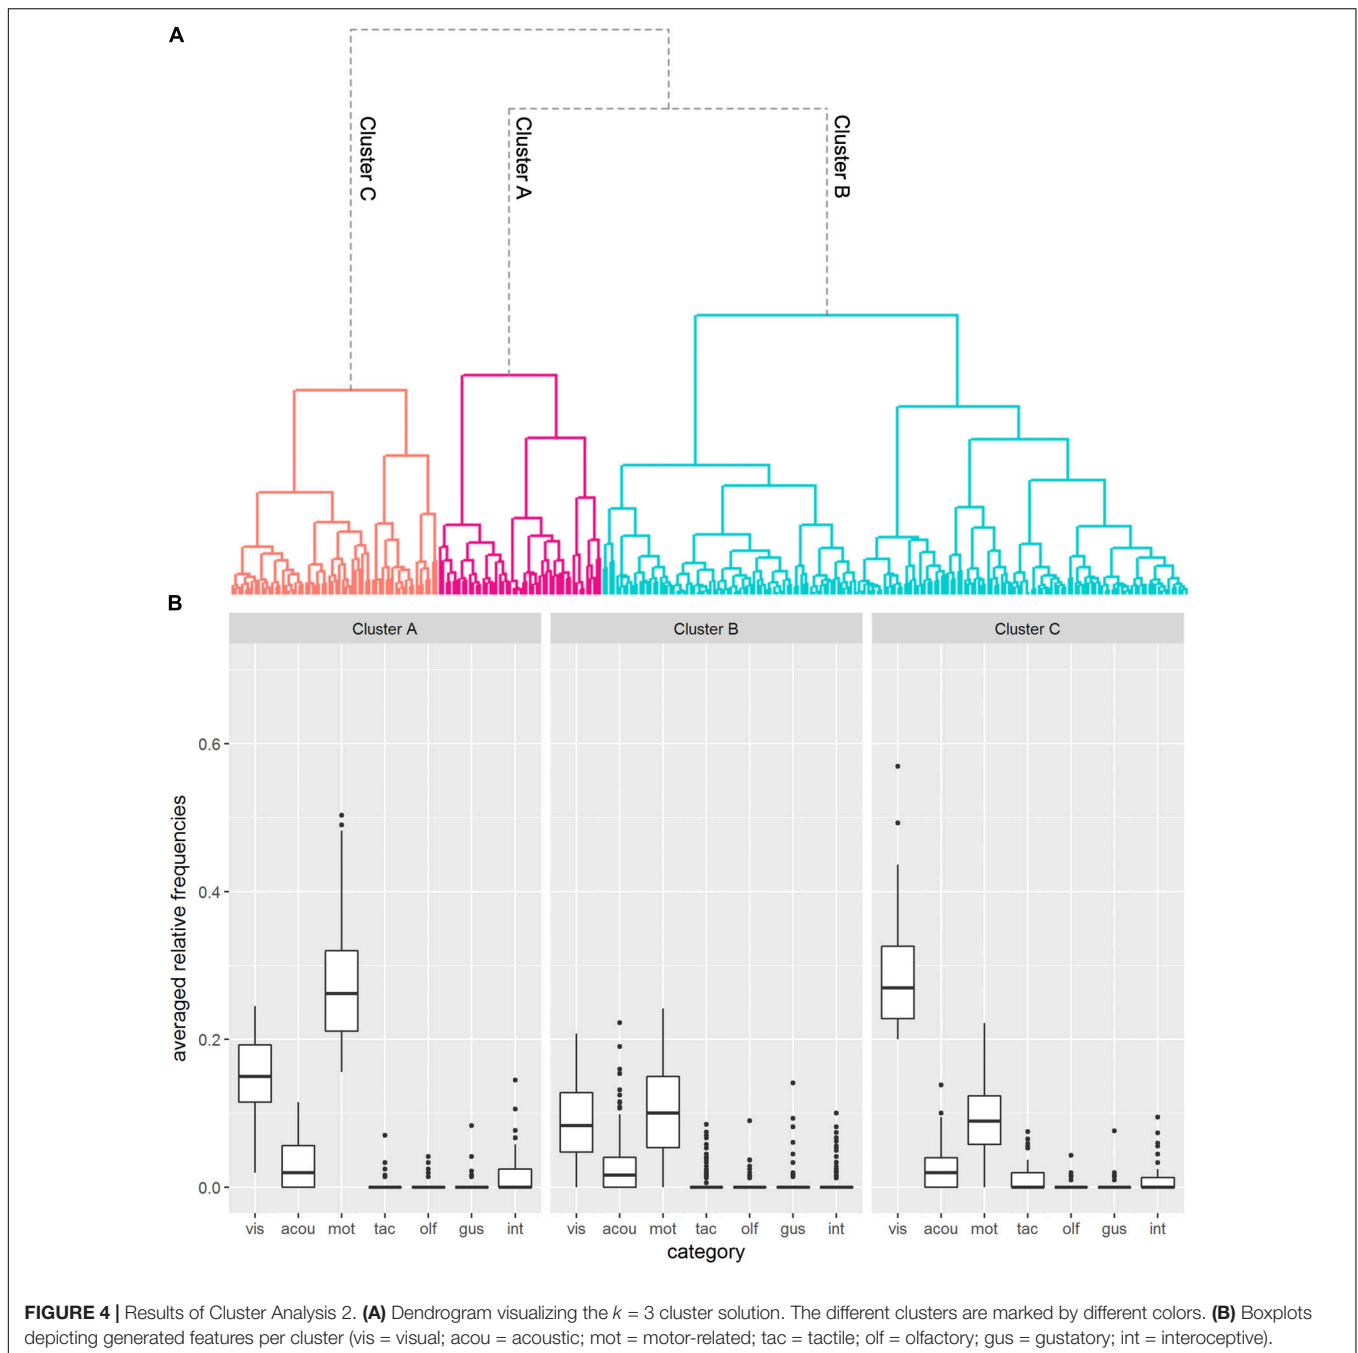 A
Cluster C
Cluster A
Cluster B
B
Cluster A
Cluster B
Cluster C
averaged relative frequencies
0.6
0.4
0.2
0.0
vis acou mot tac olf gus int
vis acou mot tac olf gus int
vis acou mot tac olf gus int
category
FIGURE 4 | Results of Cluster Analysis 2. (A) Dendrogram visualizing the k = 3 cluster solution. The different clusters are marked by different colors. (B) Boxplots
depicting generated features per cluster (vis = visual; acou = acoustic; mot = motor-related; tac = tactile; olf = olfactory; gus = gustatory; int = interoceptive).